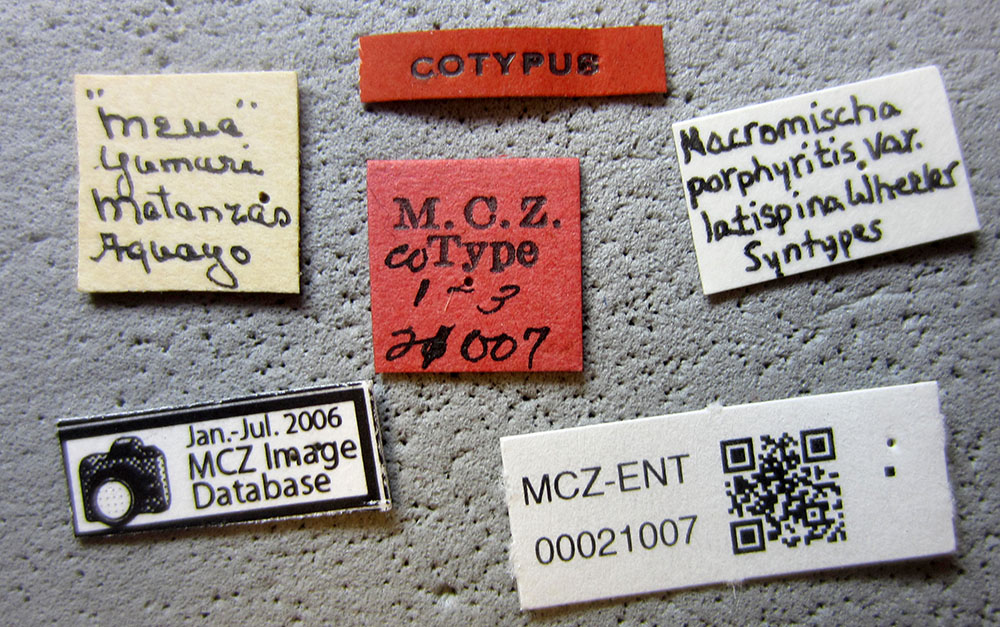 COTYPUS
"Mena"
Yumuri
Matanzas
Aguayo
M.C.Z.
coType
1-3
21007
Macromischa
porphyritis, var.
latispina Wheeler
Syntypes
Jan.-Jul. 2006
MCZ Image
Database
MCZ-ENT
00021007